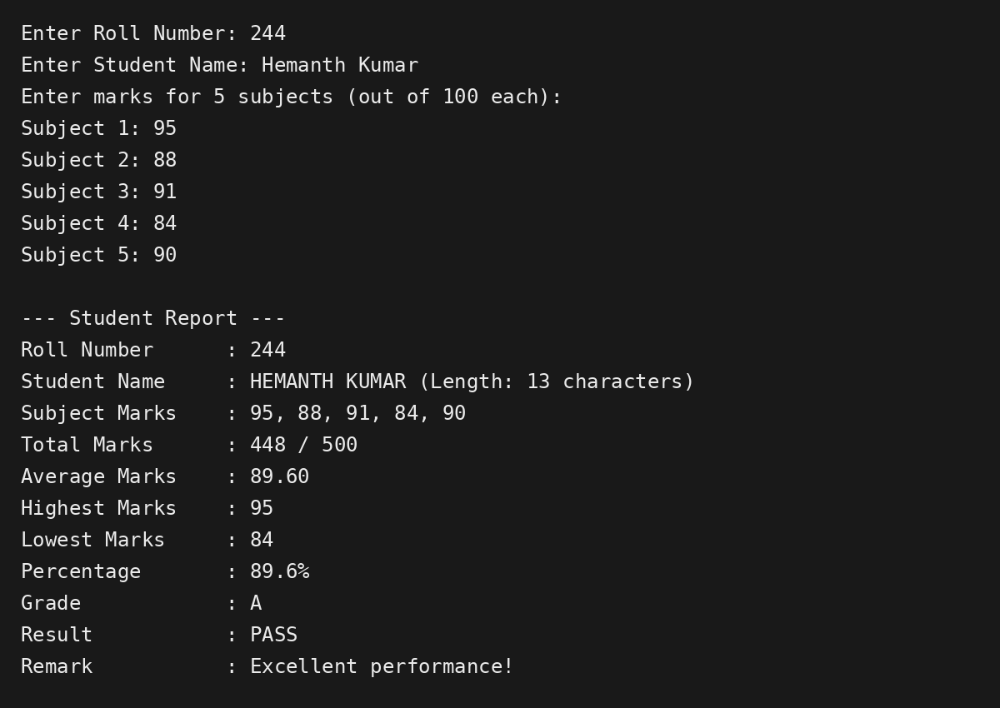 Enter Roll Number: 244
Enter Student Name: Hemanth Kumar
Enter marks for 5 subjects (out of 100 each):
Subject 1: 95
Subject 2: 88
Subject 3: 91
Subject 4: 84
Subject 5: 90

--- Student Report ---
Roll Number      : 244
Student Name     : HEMANTH KUMAR (Length: 13 characters)
Subject Marks    : 95, 88, 91, 84, 90
Total Marks      : 448 / 500
Average Marks    : 89.60
Highest Marks    : 95
Lowest Marks     : 84
Percentage       : 89.6%
Grade            : A
Result           : PASS
Remark           : Excellent performance!